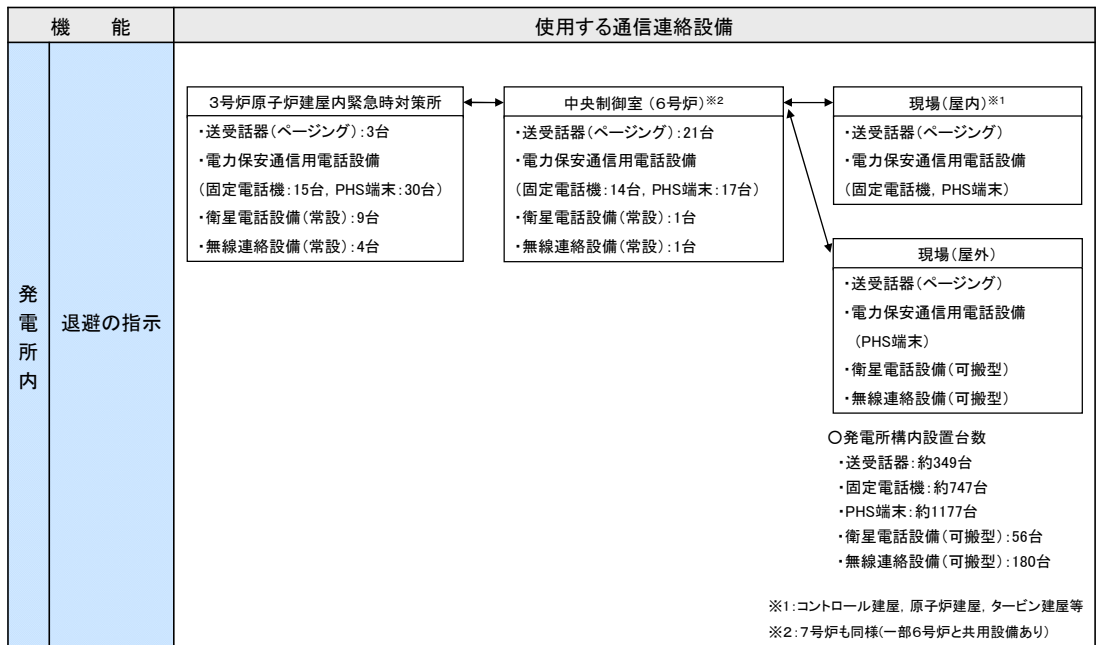 機 能
使用する通信連絡設備
発電所内
退避の指示
3号炉原子炉建屋内緊急時対策所
・送受話器(ページング):3台
・電力保安通信用電話設備
(固定電話機:15台, PHS端末:30台)
・衛星電話設備(常設):9台
・無線連絡設備(常設):4台
中央制御室(6号炉)※2
・送受話器(ページング):21台
・電力保安通信用電話設備
(固定電話機:14台, PHS端末:17台)
・衛星電話設備(常設):1台
・無線連絡設備(常設):1台
現場(屋内)※1
・送受話器(ページング)
・電力保安通信用電話設備
(固定電話機, PHS端末)
現場(屋外)
・送受話器(ページング)
・電力保安通信用電話設備
(PHS端末)
・衛星電話設備(可搬型)
・無線連絡設備(可搬型)
○発電所構内設置台数
・送受話器:約349台
・固定電話機:約747台
・PHS端末:約1177台
・衛星電話設備(可搬型):56台
・無線連絡設備(可搬型):180台
※1:コントロール建屋, 原子炉建屋, タービン建屋等
※2:7号炉も同様(一部6号炉と共用設備あり)